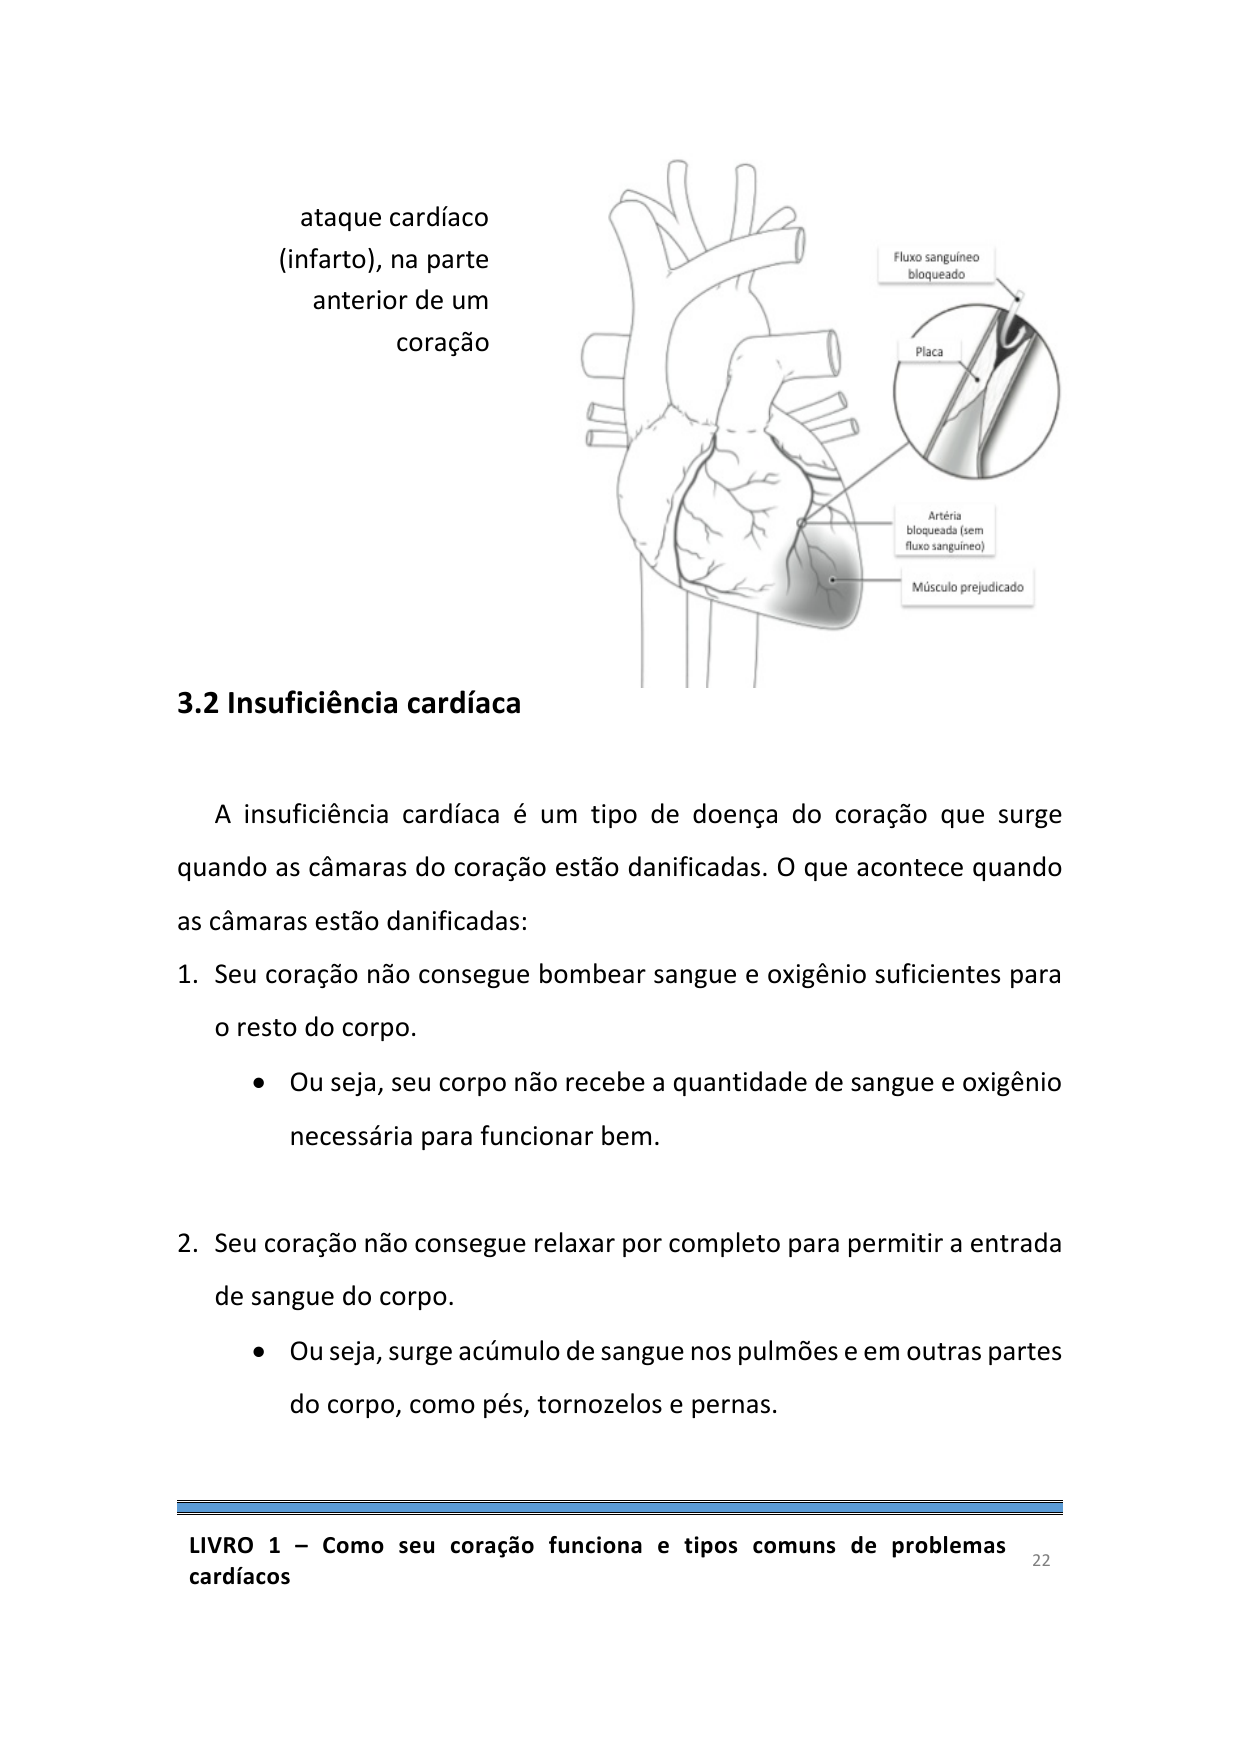 ataque cardíaco
(infarto), na parte
anterior de um
coração
Fluxo sanguíneo
bloqueado
Placa
Artéria
bloqueada (sem
fluxo sanguíneo)
Músculo prejudicado
3.2 Insuficiência cardíaca
A insuficiência cardíaca é um tipo de doença do coração que surge
quando as câmaras do coração estão danificadas. O que acontece quando
as câmaras estão danificadas:
1. Seu coração não consegue bombear sangue e oxigênio suficientes para
o resto do corpo.
• Ou seja, seu corpo não recebe a quantidade de sangue e oxigênio
necessária para funcionar bem.
2. Seu coração não consegue relaxar por completo para permitir a entrada
de sangue do corpo.
• Ou seja, surge acúmulo de sangue nos pulmões e em outras partes
do corpo, como pés, tornozelos e pernas.
LIVRO 1 – Como seu coração funciona e tipos comuns de problemas
cardíacos
22